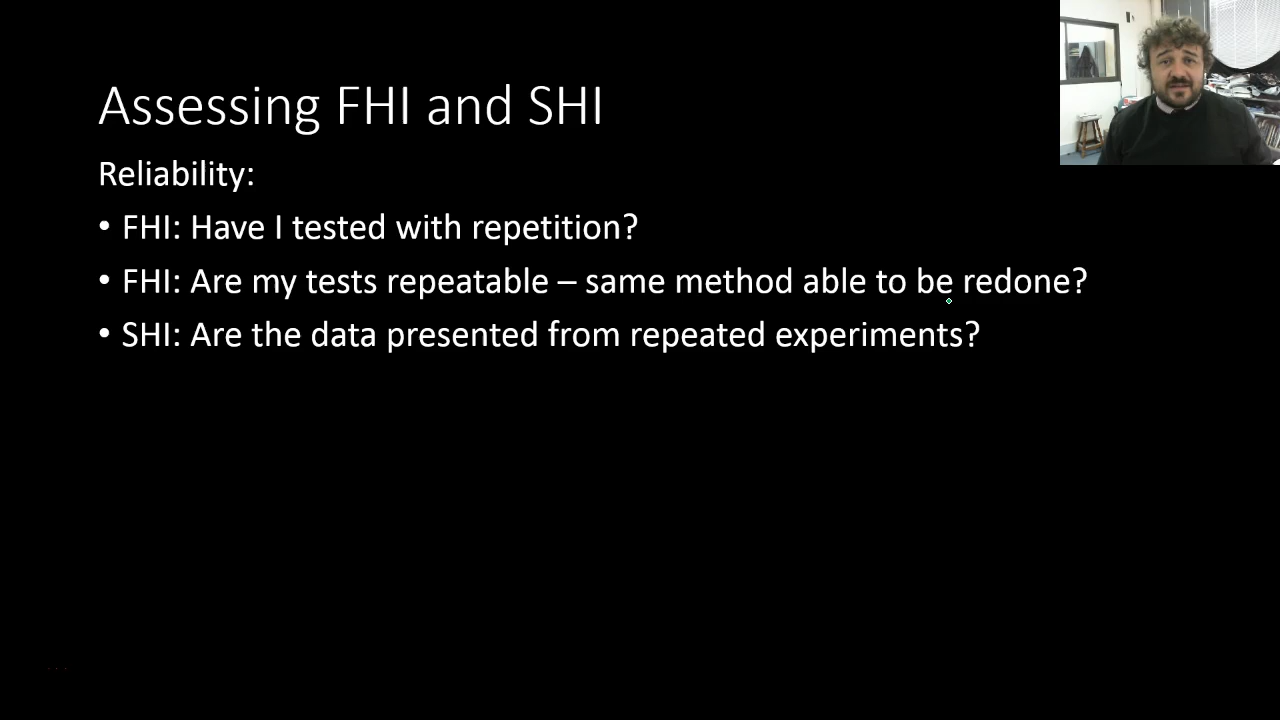 Assessing FHI and SHI
Reliability:
• FHI: Have I tested with repetition?
• FHI: Are my tests repeatable – same method able to be redone?
• SHI: Are the data presented from repeated experiments?